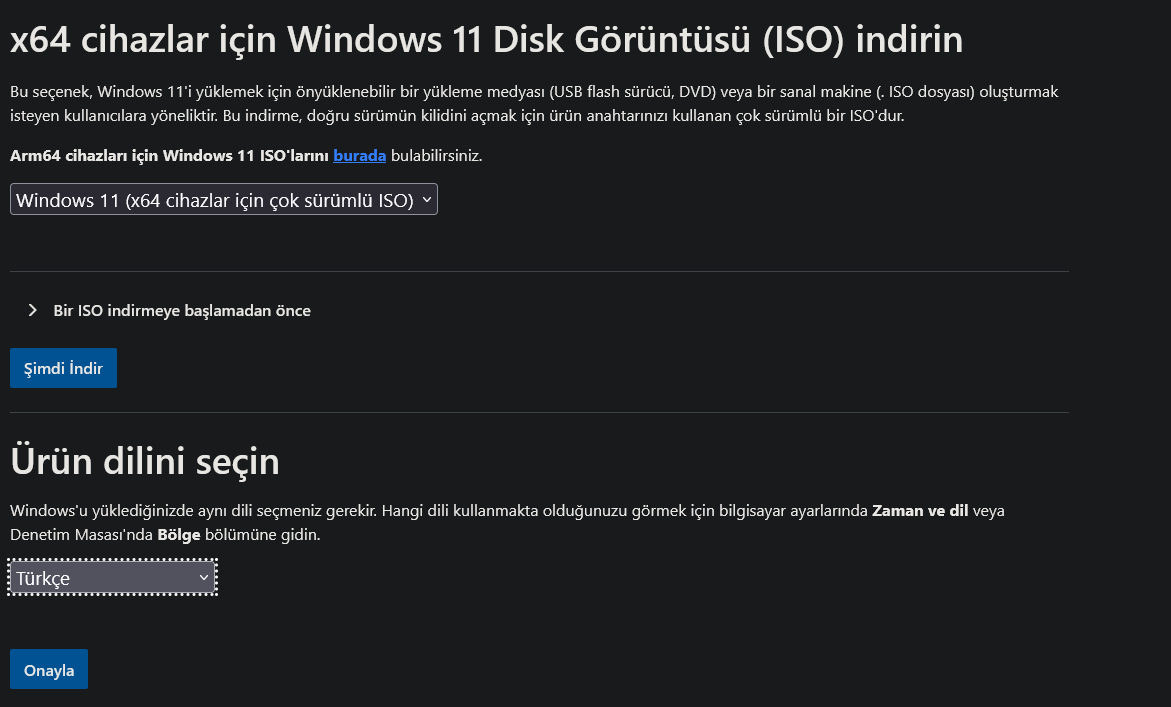 x64 cihazlar için Windows 11 Disk Görüntüsü (ISO) indirin
Bu seçenek, Windows 11'i yüklemek için önyüklenebilir bir yükleme medyası (USB flash sürücü, DVD) veya bir sanal makine (. ISO dosyası) oluşturmak
isteyen kullanıcılara yöneliktir. Bu indirme, doğru sürümün kilidini açmak için ürün anahtarınızı kullanan çok sürümlü bir ISO'dur.
Arm64 cihazları için Windows 11 ISO'larını burada bulabilirsiniz.
Windows 11 (x64 cihazlar için çok sürümlü ISO)
Bir ISO indirmeye başlamadan önce
Şimdi İndir
Ürün dilini seçin
Windows'u yüklediğinizde aynı dili seçmeniz gerekir. Hangi dili kullanmakta olduğunuzu görmek için bilgisayar ayarlarında Zaman ve dil veya
Denetim Masası'nda Bölge bölümüne gidin.
Türkçe
Onayla